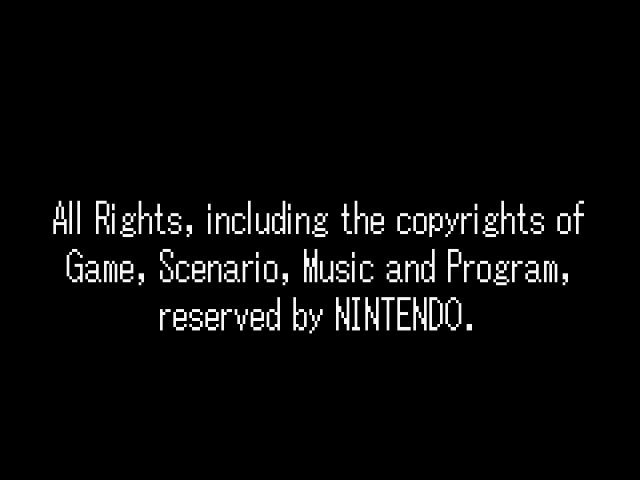 All Rights, including the copyrights of
Game, Scenario, Music and Program,
reserved by NINTENDO.